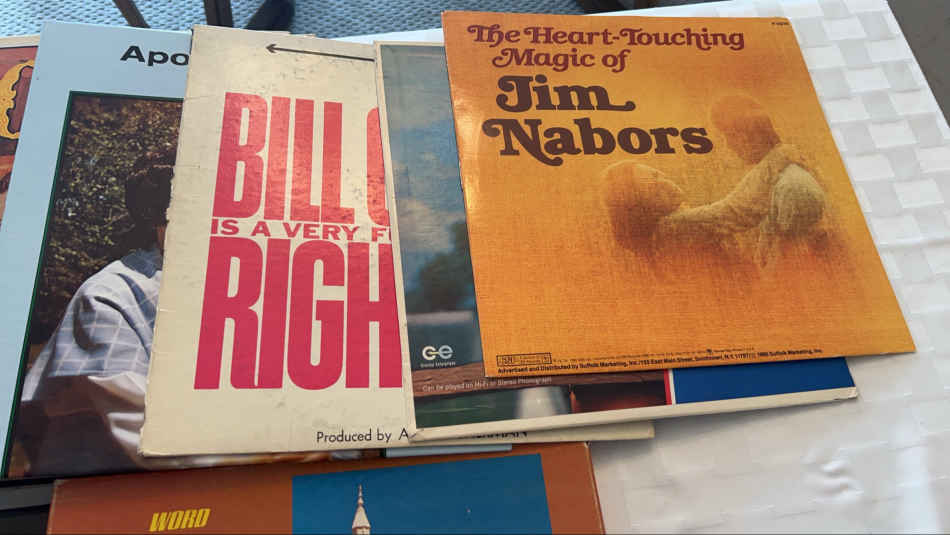 Apo
BILL
IS A VERY F
RIGH
Produced by A
Can be played on Hi-Fi or Stereo Phonograph
The Heart-Touching
Magic of
Jim
Nabors
Advertised and Distributed by Suffolk Marketing, Inc./
WORD